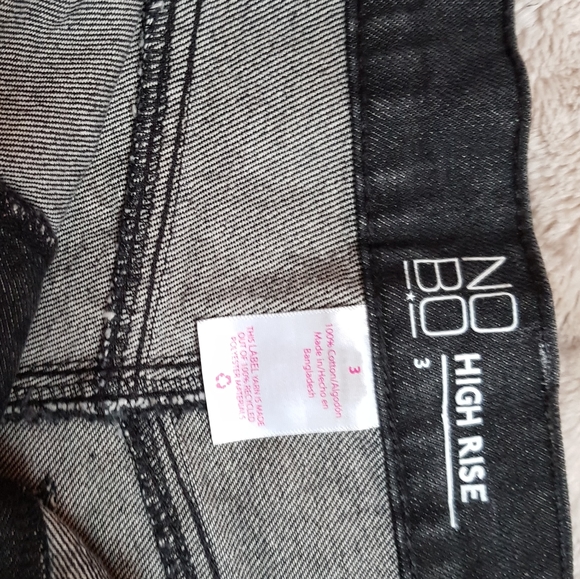 NO
BO
HIGH RISE
3
3
100% Cotton/Algodon
Made In/Hecho en
Bangladesh
THIS LABEL YARN IS MADE
OUT OF 100% RECYCLED
POLYESTER MATERIAL